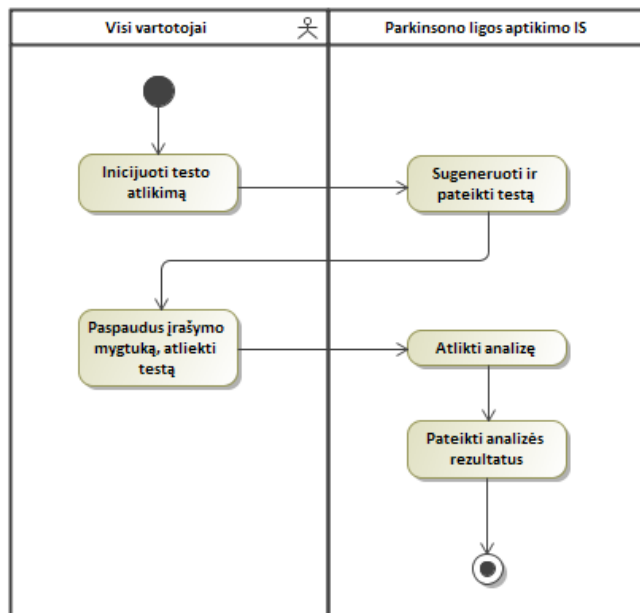 Visi vartotojai
Parkinsono ligos aptikimo IS
Inicijuoti testo
atlikimą
Sugeneruoti ir
pateikti testą
Paspaudus įrašymo
mygtuką, atliekti
testą
Atlikti analizę
Pateikti analizės
rezultatus